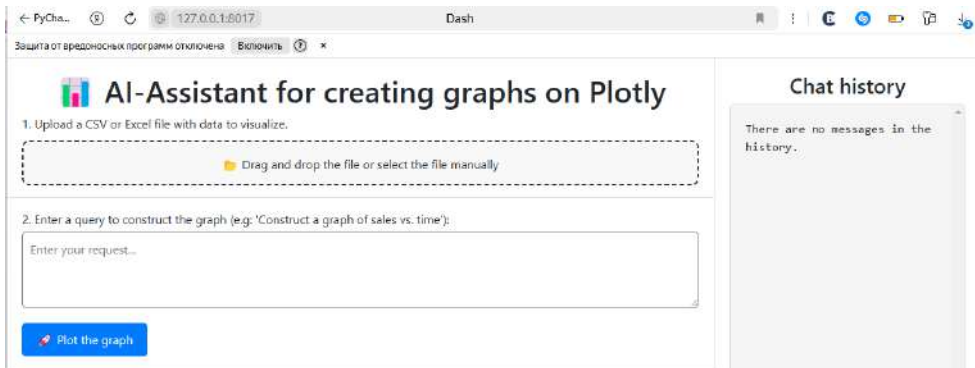 ← PyCha... 127.0.0.1:8017 Dash
Защита от вредоносных программ отключена Включить ? ×
AI-Assistant for creating graphs on Plotly
1. Upload a CSV or Excel file with data to visualize.
Drag and drop the file or select the file manually
2. Enter a query to construct the graph (e.g: 'Construct a graph of sales vs. time'):
Enter your request...
Plot the graph
Chat history
There are no messages in the
history.